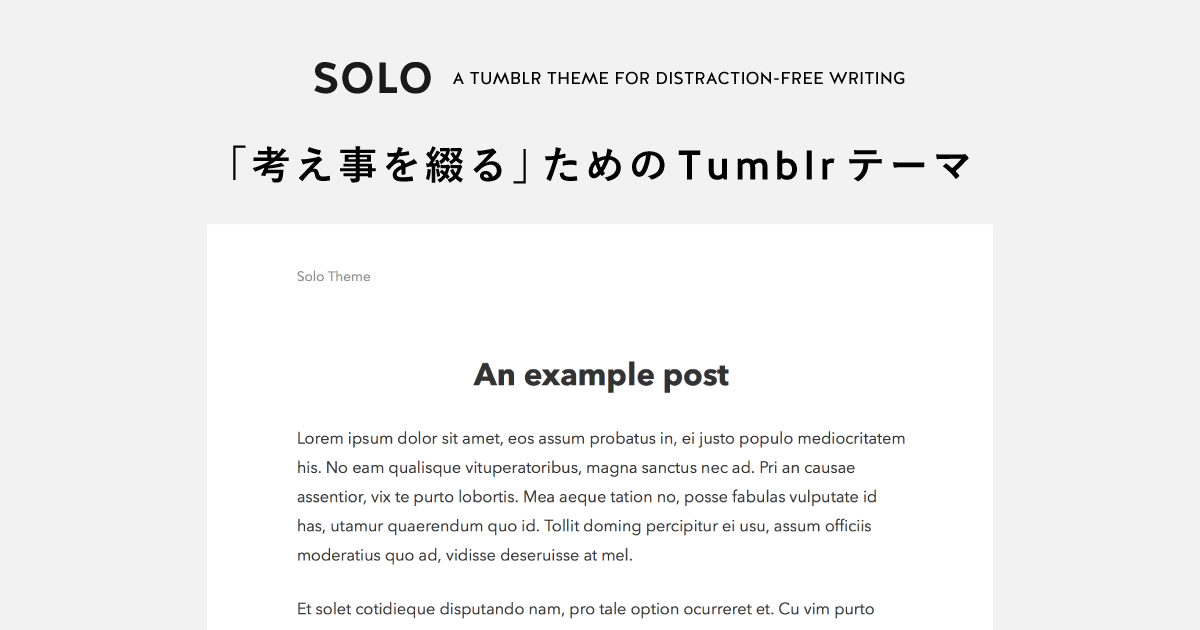 SOLO A TUMBLR THEME FOR DISTRACTION-FREE WRITING
「考え事を綴る」ためのTumblrテーマ
Solo Theme
An example post
Lorem ipsum dolor sit amet, eos assum probatus in, ei justo populo mediocritatem
his. No eam qualisque vituperatoribus, magna sanctus nec ad. Pri an causae
assentior, vix te purto lobortis. Mea aeque tation no, posse fabulas vulputate id
has, utamur quaerendum quo id. Tollit doming percipitur ei usu, assum officiis
moderatius quo ad, vidisse deseruisse at mel.
Et solet cotidieque disputando nam, pro tale option ocurreret et. Cu vim purto